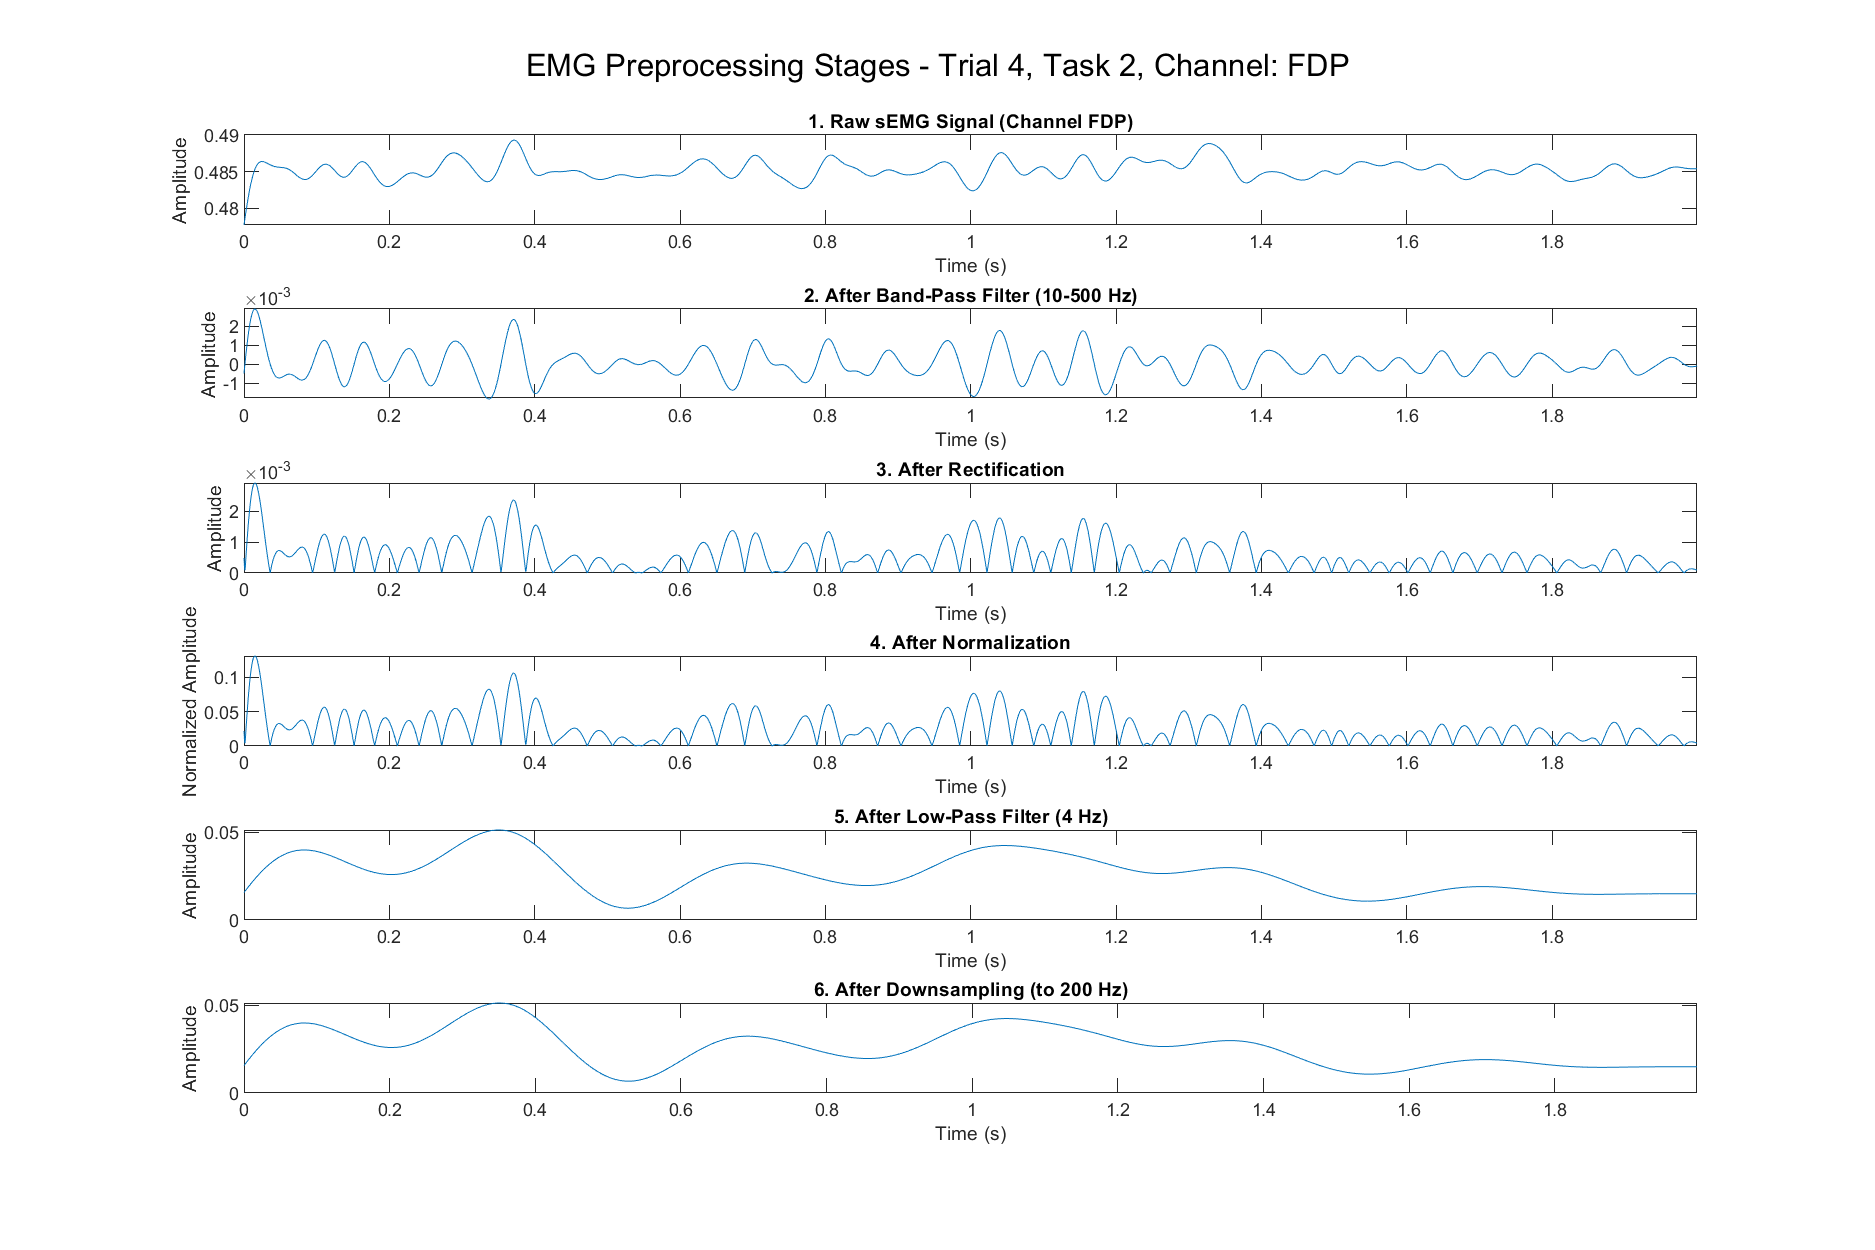 EMG Preprocessing Stages - Trial 4, Task 2, Channel: FDP
1. Raw sEMG Signal (Channel FDP)
Amplitude
0.49
0.485
0.48
0 0.2 0.4 0.6 0.8 1 1.2 1.4 1.6 1.8
Time (s)
2. After Band-Pass Filter (10-500 Hz)
×10-3
Amplitude
2
1
0
-1
0 0.2 0.4 0.6 0.8 1 1.2 1.4 1.6 1.8
Time (s)
3. After Rectification
×10-3
Amplitude
2
1
0
0 0.2 0.4 0.6 0.8 1 1.2 1.4 1.6 1.8
Time (s)
4. After Normalization
Normalized Amplitude
0.1
0.05
0
0 0.2 0.4 0.6 0.8 1 1.2 1.4 1.6 1.8
Time (s)
5. After Low-Pass Filter (4 Hz)
Amplitude
0.05
0
0 0.2 0.4 0.6 0.8 1 1.2 1.4 1.6 1.8
Time (s)
6. After Downsampling (to 200 Hz)
Amplitude
0.05
0
0 0.2 0.4 0.6 0.8 1 1.2 1.4 1.6 1.8
Time (s)